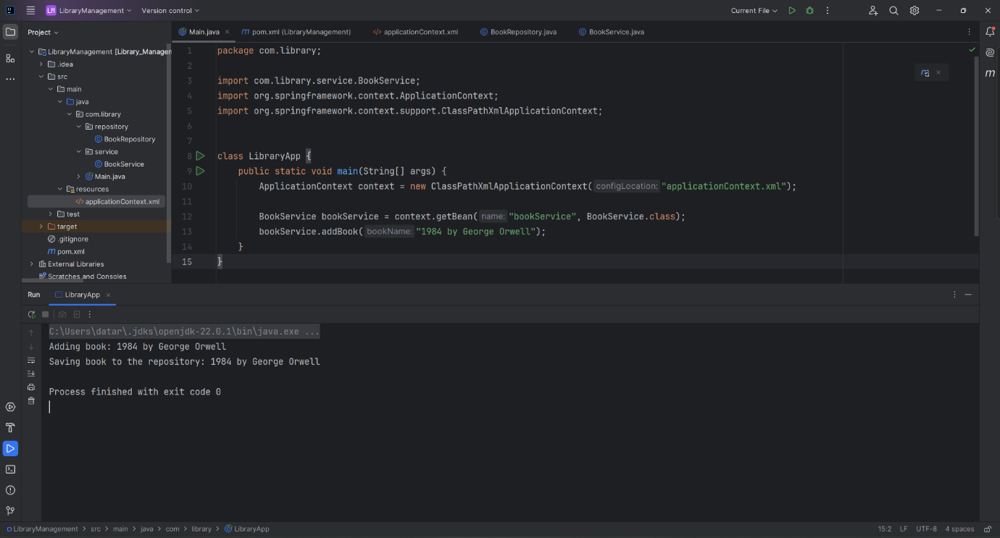 LM LibraryManagement Version control Current File
Project
Main.java pom.xml (LibraryManagement) applicationContext.xml BookRepository.java BookService.java
LibraryManagement [Library_Manager
.idea
src
main
java
com.library
repository
BookRepository
service
BookService
Main.java
resources
applicationContext.xml
test
target
.gitignore
pom.xml
External Libraries
Scratches and Consoles
1 package com.library;
2
3 import com.library.service.BookService;
4 import org.springframework.context.ApplicationContext;
5 import org.springframework.context.support.ClassPathXmlApplicationContext;
6
7
8 class LibraryApp {
9 public static void main(String[] args) {
10 ApplicationContext context = new ClassPathXmlApplicationContext( configLocation: "applicationContext.xml");
11
12 BookService bookService = context.getBean( name: "bookService", BookService.class);
13 bookService.addBook( bookName: "1984 by George Orwell");
14 }
15 }
Run LibraryApp
C:\Users\datar\.jdks\openjdk-22.0.1\bin\java.exe ...
Adding book: 1984 by George Orwell
Saving book to the repository: 1984 by George Orwell
Process finished with exit code 0
LibraryManagement > src > main > java > com > library > LibraryApp 15:2 LF UTF-8 4 spaces